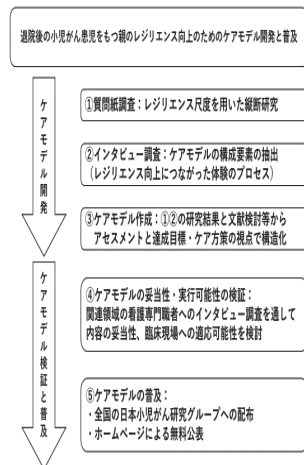 退院後の小児がん患児をもつ親のレジリエンス向上のためのケアモデル開発と普及
ケアモデル開発
①質問紙調査：レジリエンス尺度を用いた縦断研究
②インタビュー調査：ケアモデルの構成要素の抽出
（レジリエンス向上につながった体験のプロセス）
③ケアモデル作成：①②の研究結果と文献検討等から
アセスメントと達成目標・ケア方策の視点で構造化
ケアモデル検証と普及
④ケアモデルの妥当性・実行可能性の検証：
関連領域の看護専門職者へのインタビュー調査を通して
内容の妥当性、臨床現場への適応可能性を検討
⑤ケアモデルの普及：
・全国の日本小児がん研究グループへの配布
・ホームページによる無料公表